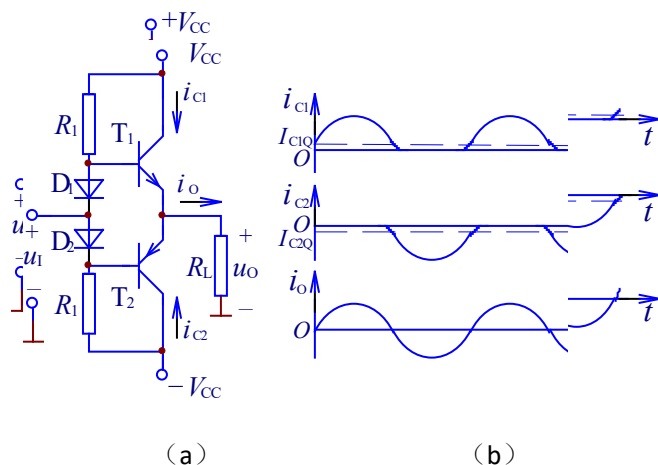 +VCC
VCC
iC1
R1
T1
iO
D1
+
u+
D2
−uI
−
RL
+
uO
−
R1
T2
iC2
−VCC
(a)
iC1
IC1Q
O
t
iC2
O
IC2Q
t
iO
O
t
(b)